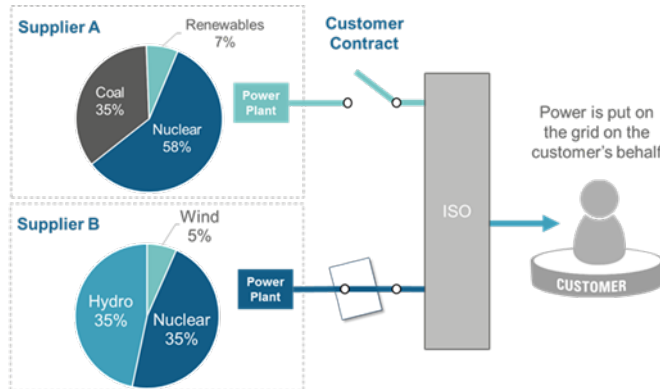 Supplier A
Renewables
7%
Coal
35%
Nuclear
58%
Power
Plant
Customer
Contract
Power is put on
the grid on the
customer's behalf
ISO
CUSTOMER
Supplier B
Wind
5%
Hydro
35%
Nuclear
35%
Power
Plant